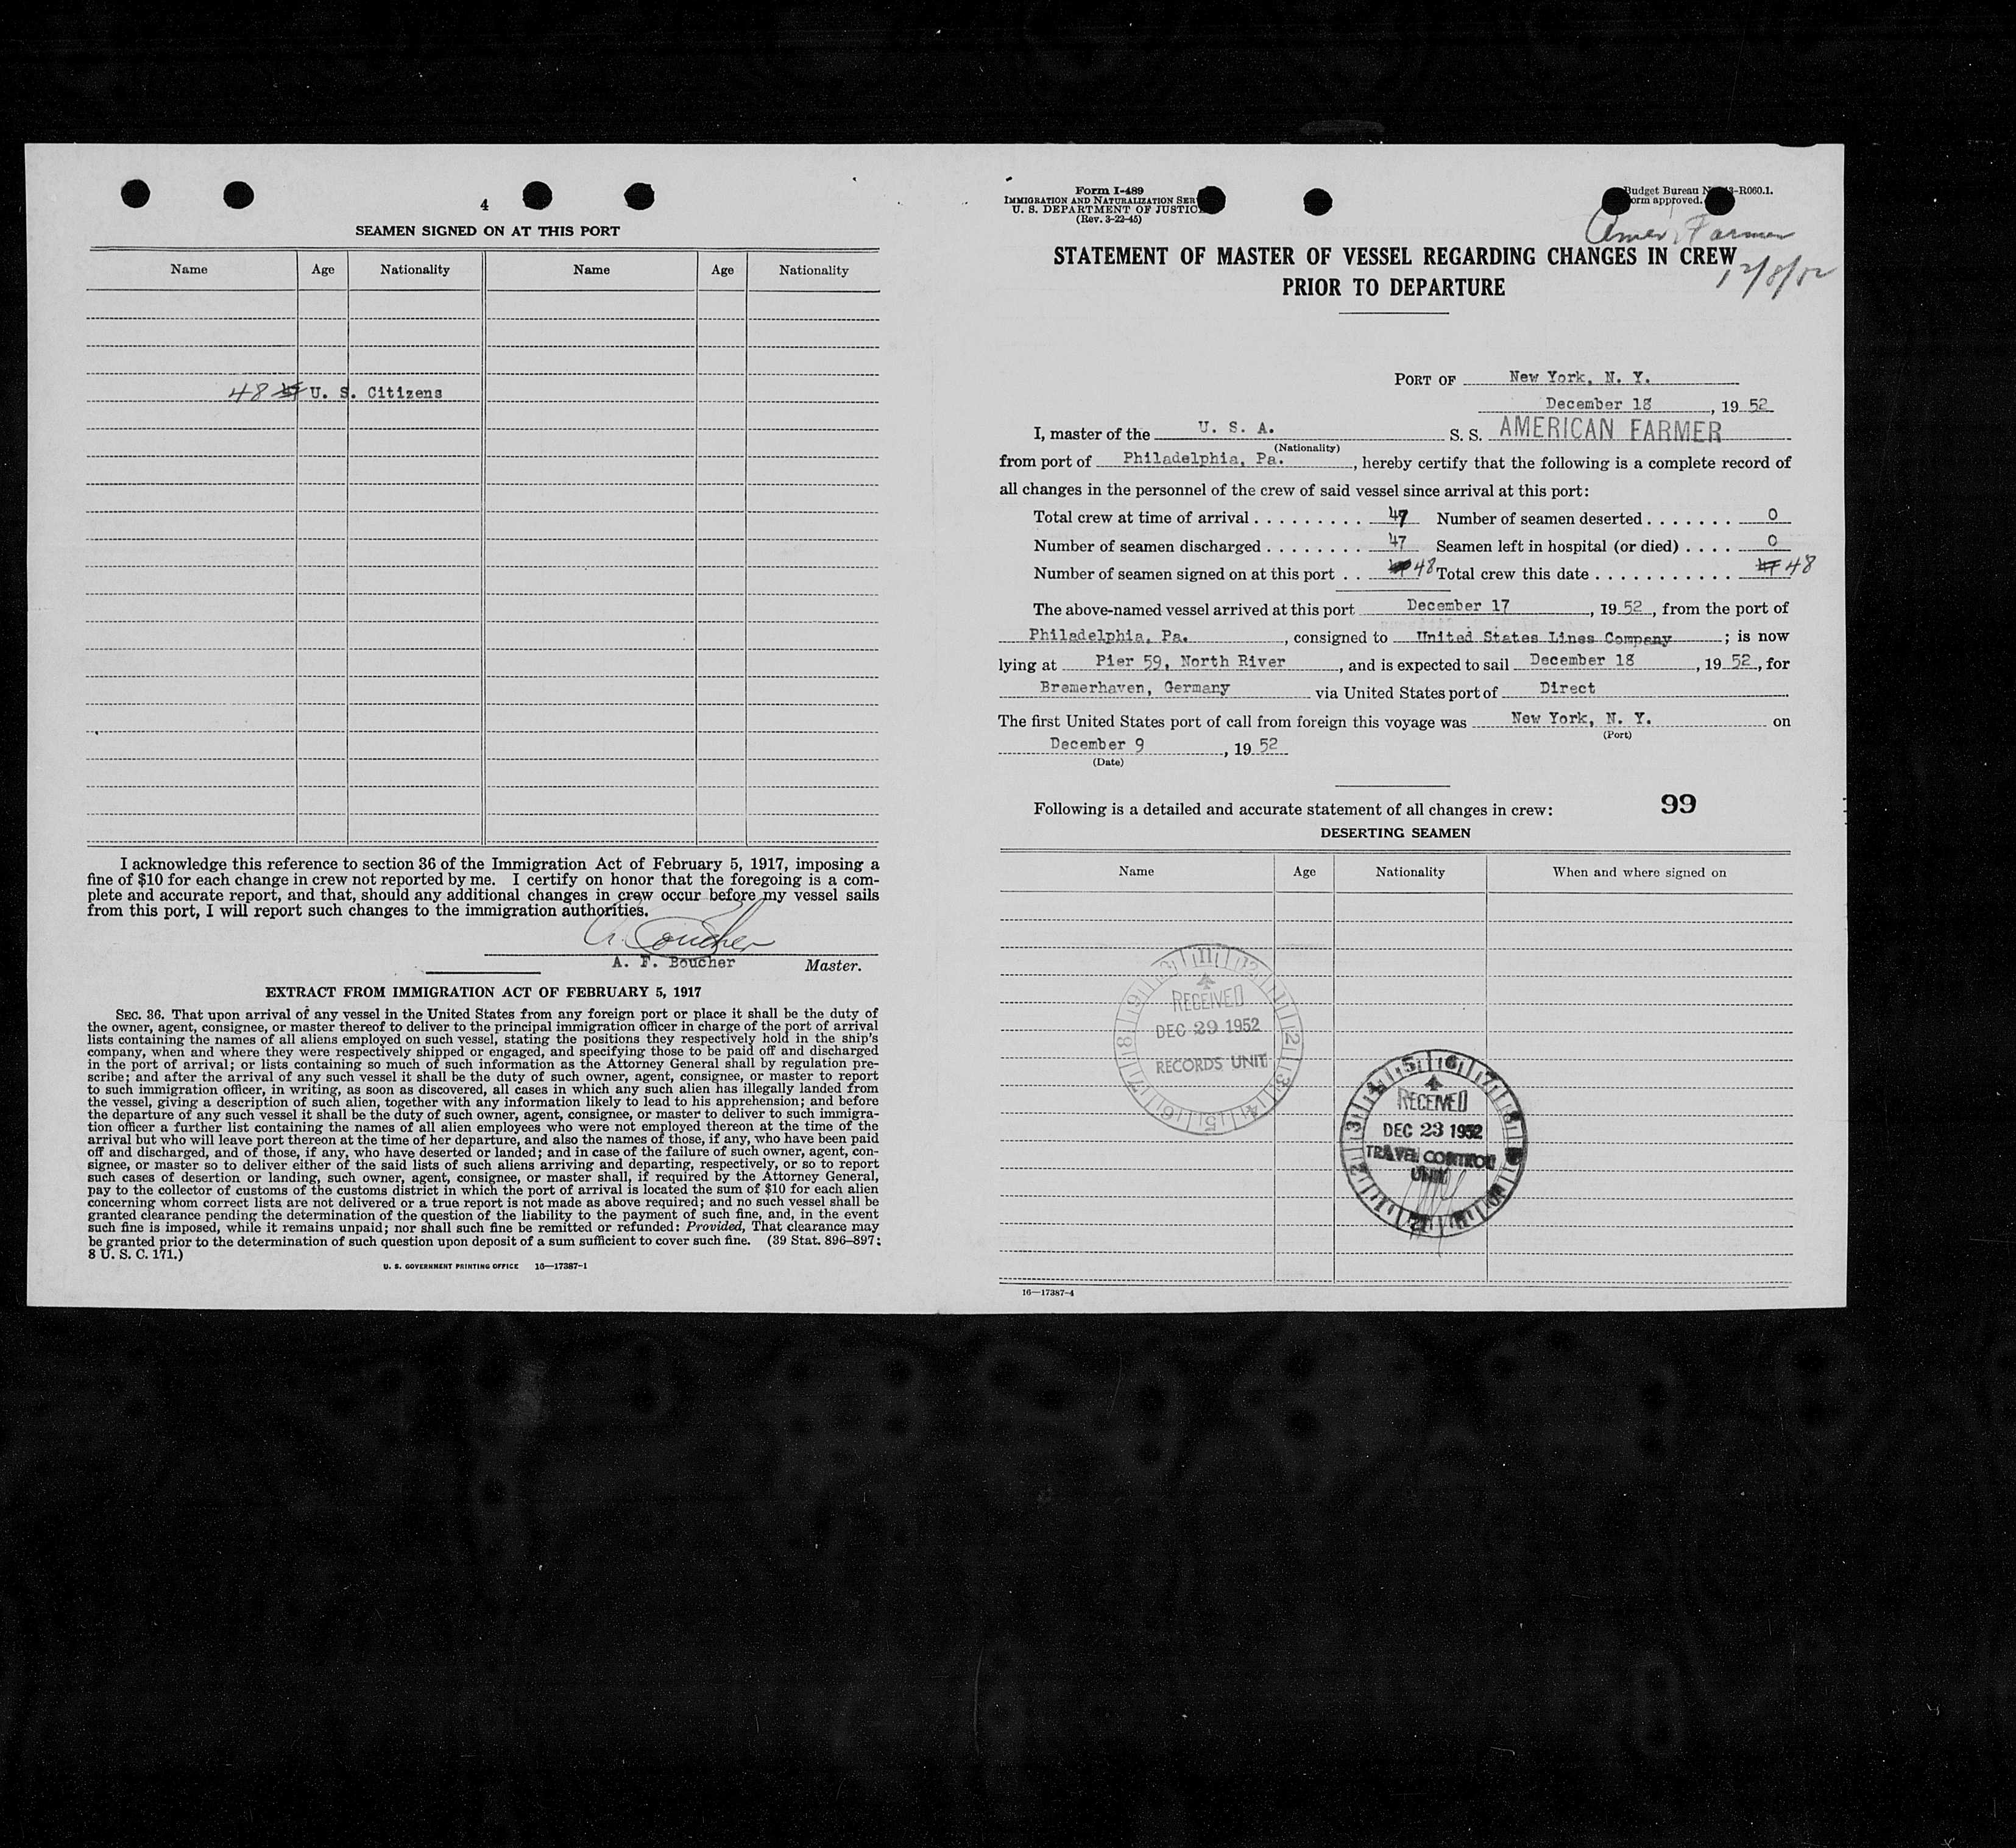 4
SEAMEN SIGNED ON AT THIS PORT
Name Age Nationality Name Age Nationality
48 U. S. Citizens
I acknowledge this reference to section 36 of the Immigration Act of February 5, 1917, imposing a
fine of $10 for each change in crew not reported by me. I certify on honor that the foregoing is a com-
plete and accurate report, and that, should any additional changes in crew occur before my vessel sails
from this port, I will report such changes to the immigration authorities.
A. F. Boucher Master.
EXTRACT FROM IMMIGRATION ACT OF FEBRUARY 5, 1917
SEC. 36. That upon arrival of any vessel in the United States from any foreign port or place it shall be the duty of
the owner, agent, consignee, or master thereof to deliver to the principal immigration officer in charge of the port of arrival
lists containing the names of all aliens employed on such vessel, stating the positions they respectively hold in the ship's
company, when and where they were respectively shipped or engaged, and specifying those to be paid off and discharged
in the port of arrival; or lists containing so much of such information as the Attorney General shall by regulation pre-
scribe; and after the arrival of any such vessel it shall be the duty of such owner, agent, consignee, or master to report
to such immigration officer, in writing, as soon as discovered, all cases in which any such alien has illegally landed from
the vessel, giving a description of such alien, together with any information likely to lead to his apprehension; and before
the departure of any such vessel it shall be the duty of such owner, agent, consignee, or master to deliver to such immigra-
tion officer a further list containing the names of all alien employees who were not employed thereon at the time of the
arrival but who will leave port thereon at the time of her departure, and also the names of those, if any, who have been paid
off and discharged, and of those, if any, who have deserted or landed; and in case of the failure of such owner, agent, con-
signee, or master so to deliver either of the said lists of such aliens arriving and departing, respectively, or so to report
such cases of desertion or landing, such owner, agent, consignee, or master shall, if required by the Attorney General,
pay to the collector of customs of the customs district in which the port of arrival is located the sum of $10 for each alien
concerning whom correct lists are not delivered or a true report is not made as above required; and no such vessel shall be
granted clearance pending the determination of the question of the liability to the payment of such fine, and, in the event
such fine is imposed, while it remains unpaid; nor shall such fine be remitted or refunded: Provided, That clearance may
be granted prior to the determination of such question upon deposit of a sum sufficient to cover such fine. (39 Stat. 896–897;
8 U. S. C. 171.)
U. S. GOVERNMENT PRINTING OFFICE 16—17387-1
Form I-489
IMMIGRATION AND NATURALIZATION SER
U. S. DEPARTMENT OF JUSTIC
(Rev. 3-22-45)
Budget Bureau N -R060.1.
orm approved.
Amer. Farmer
12/8/52
STATEMENT OF MASTER OF VESSEL REGARDING CHANGES IN CREW
PRIOR TO DEPARTURE
PORT OF New York, N. Y.
December 18, 19 52
I, master of the U. S. A. S. S. AMERICAN FARMER
(Nationality)
from port of Philadelphia, Pa., hereby certify that the following is a complete record of
all changes in the personnel of the crew of said vessel since arrival at this port:
Total crew at time of arrival . . . . . . . . . 47 Number of seamen deserted . . . . . . . 0
Number of seamen discharged . . . . . . . . 47 Seamen left in hospital (or died) . . . . 0
Number of seamen signed on at this port . . 48 Total crew this date . . . . . . . . . . . 47 48
The above-named vessel arrived at this port December 17, 19 52, from the port of
Philadelphia, Pa., consigned to United States Lines Company; is now
lying at Pier 59, North River, and is expected to sail December 18, 19 52, for
Bremerhaven, Germany via United States port of Direct
The first United States port of call from foreign this voyage was New York, N. Y. on
(Port)
December 9, 19 52
(Date)
Following is a detailed and accurate statement of all changes in crew: 99
DESERTING SEAMEN
Name Age Nationality When and where signed on
RECEIVED
DEC 29 1952
RECORDS UNIT
RECEIVED
DEC 23 1952
TRAVEL CONTROL
UNIT
16—17387-4